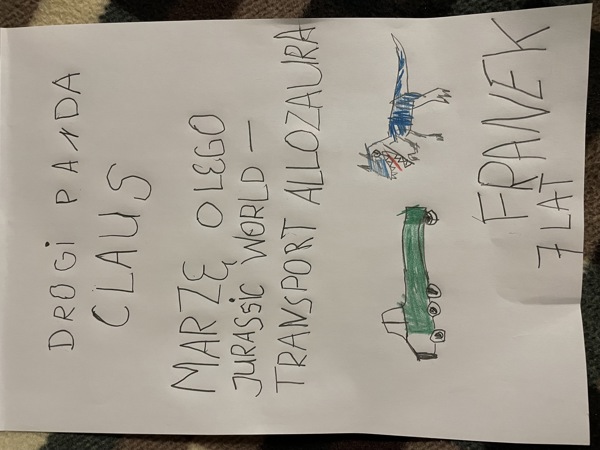 DROGi PANDA
CLAUS
MARZĘ O LEGO
JURASSiC WORLD –
TRANSPORT ALLOZAURA
FRANEK
7 LAT